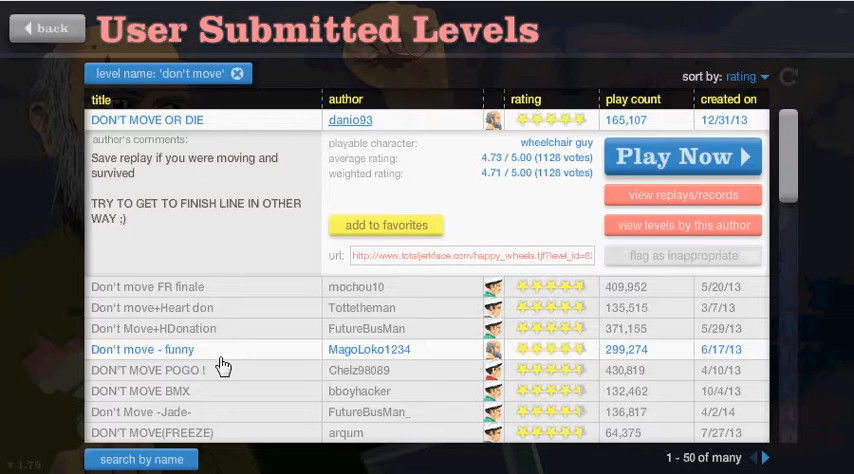 back
User Submitted Levels
level name: 'don't move'
sort by: rating
title author rating play count created on
DON'T MOVE OR DIE danio93 165,107 12/31/13
author's comments:
Save replay if you were moving and
survived
TRY TO GET TO FINISH LINE IN OTHER
WAY ;)
playable character: wheelchair guy
average rating: 4.73 / 5.00 (1128 votes)
weighted rating: 4.71 / 5.00 (1128 votes)
add to favorites
url: http://www.totaljerkface.com/happy_wheels.tjf?level_id=6
Play Now
view replays/records
view levels by this author
flag as inappropriate
Don't move FR finale mochou10 409,952 5/20/13
Don't move+Heart don Tottetheman 135,515 3/7/13
Don't Move+HDonation FutureBusMan 371,155 5/29/13
Don't move - funny MagoLoko1234 299,274 6/17/13
DON'T MOVE POGO ! Chelz98089 430,819 4/10/13
DON'T MOVE BMX bboyhacker 132,462 10/4/13
Don't Move -Jade- FutureBusMan_ 136,817 4/2/14
DON'T MOVE(FREEZE) arqum 64,375 7/27/13
v 1.75
search by name
1 - 50 of many